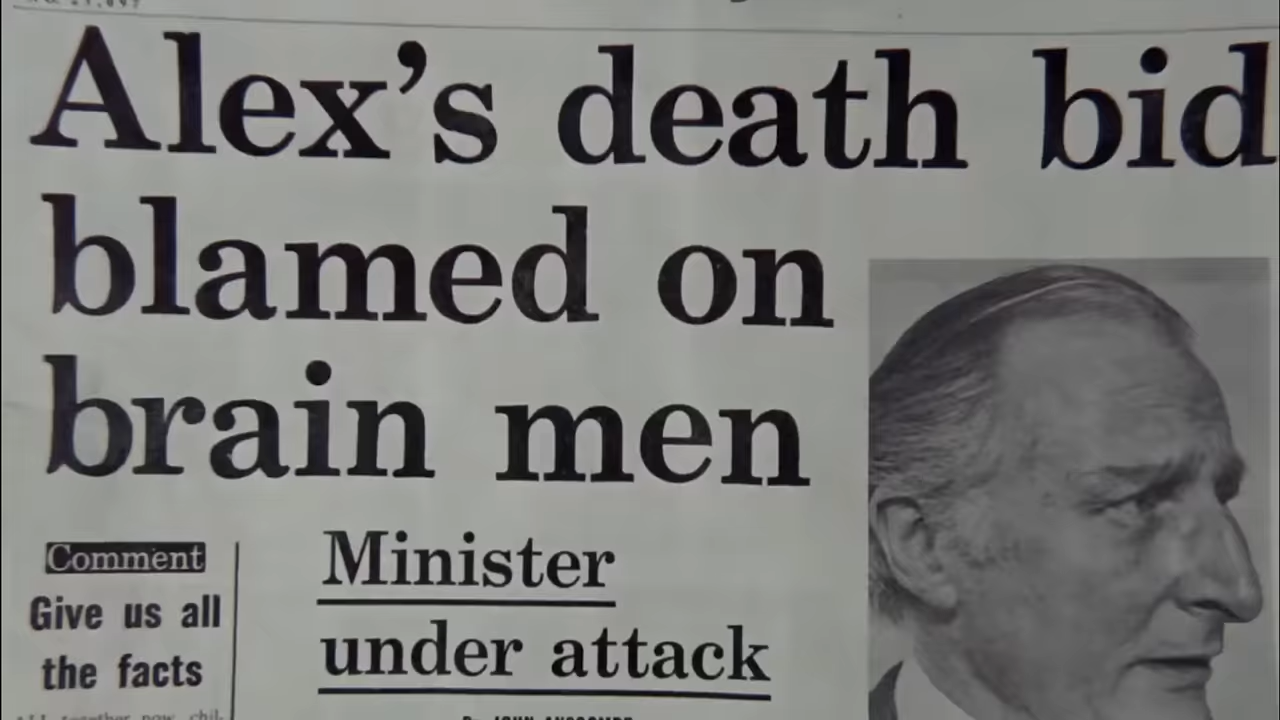 Alex's death bid
blamed on
brain men
Comment
Give us all
the facts
Minister
under attack